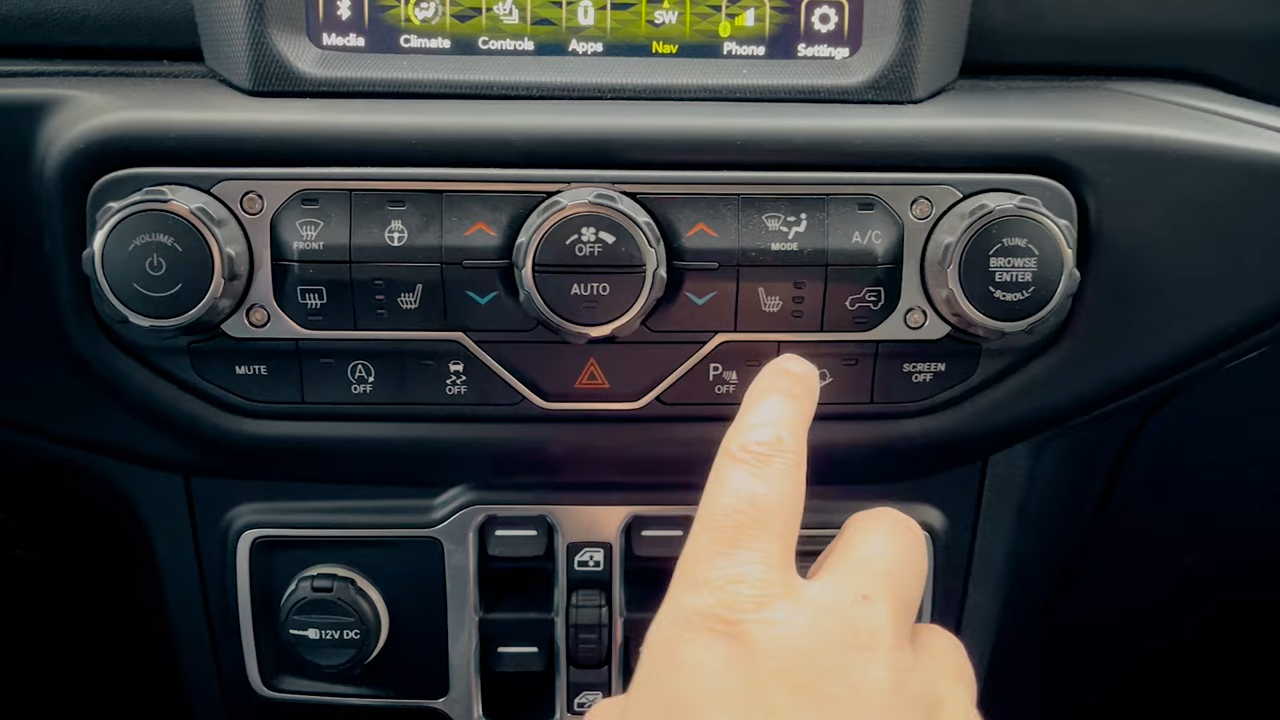 Media
Climate
Controls
Apps
SW
Nav
Phone
Settings
VOLUME
FRONT
OFF
AUTO
MODE
A/C
TUNE
BROWSE
ENTER
SCROLL
MUTE
A
OFF
OFF
P
OFF
SCREEN
OFF
12V DC